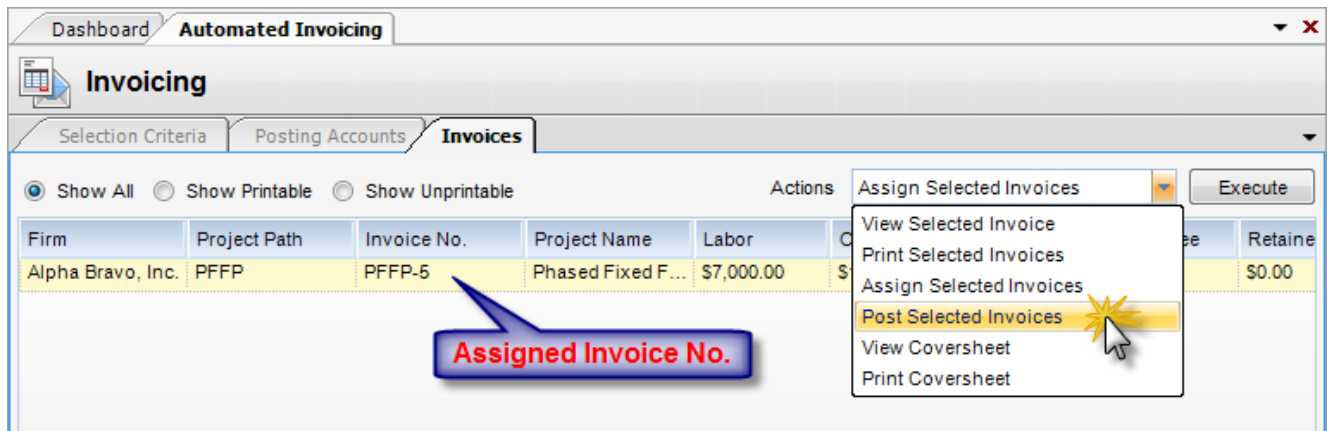 Dashboard Automated Invoicing
Invoicing
Selection Criteria Posting Accounts Invoices
Show All Show Printable Show Unprintable Actions Assign Selected Invoices Execute
Firm Project Path Invoice No. Project Name Labor
Retaine
Alpha Bravo, Inc. PFFP PFFP-5 Phased Fixed F... $7,000.00 $0.00
View Selected Invoice
Print Selected Invoices
Assign Selected Invoices
Post Selected Invoices
View Coversheet
Print Coversheet
Assigned Invoice No.